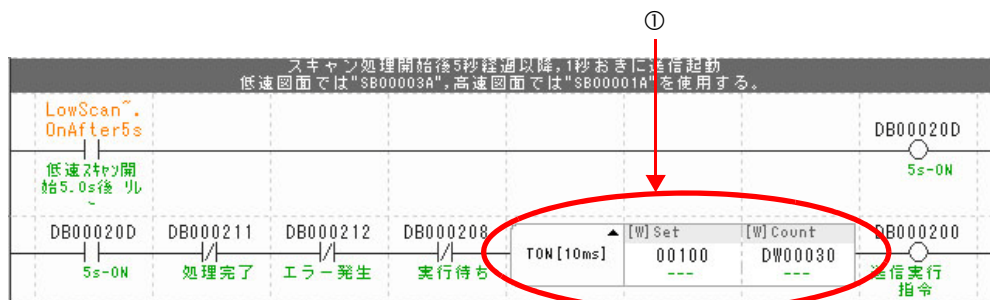 ①
スキャン処理開始後5秒経過以降,1秒おきに送信起動
低速図面では"SB00003A",高速図面では"SB00001A"を使用する。
LowScan~.
OnAfter5s
DB00020D
低速スキャン開
始5.0s後 リレ
~
5s-ON
DB00020D DB000211 DB000212 DB000208 TON[10ms] [W]Set 00100 [W]Count DW00030 DB000200
5s-ON 処理完了 エラー発生 実行待ち --- --- 送信実行
指令